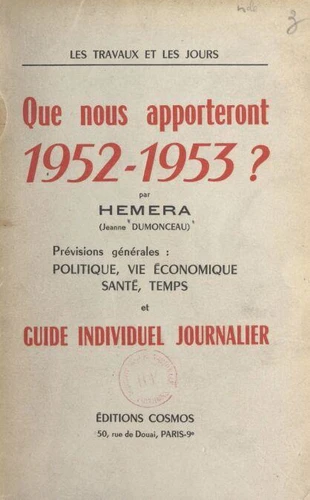 LES TRAVAUX ET LES JOURS
Que nous apporteront
1952-1953 ?
par
HEMERA
(Jeanne DUMONCEAU)
Prévisions générales :
POLITIQUE, VIE ÉCONOMIQUE
SANTÉ, TEMPS
et
GUIDE INDIVIDUEL JOURNALIER
ÉDITIONS COSMOS
50, rue de Douai, PARIS-9e